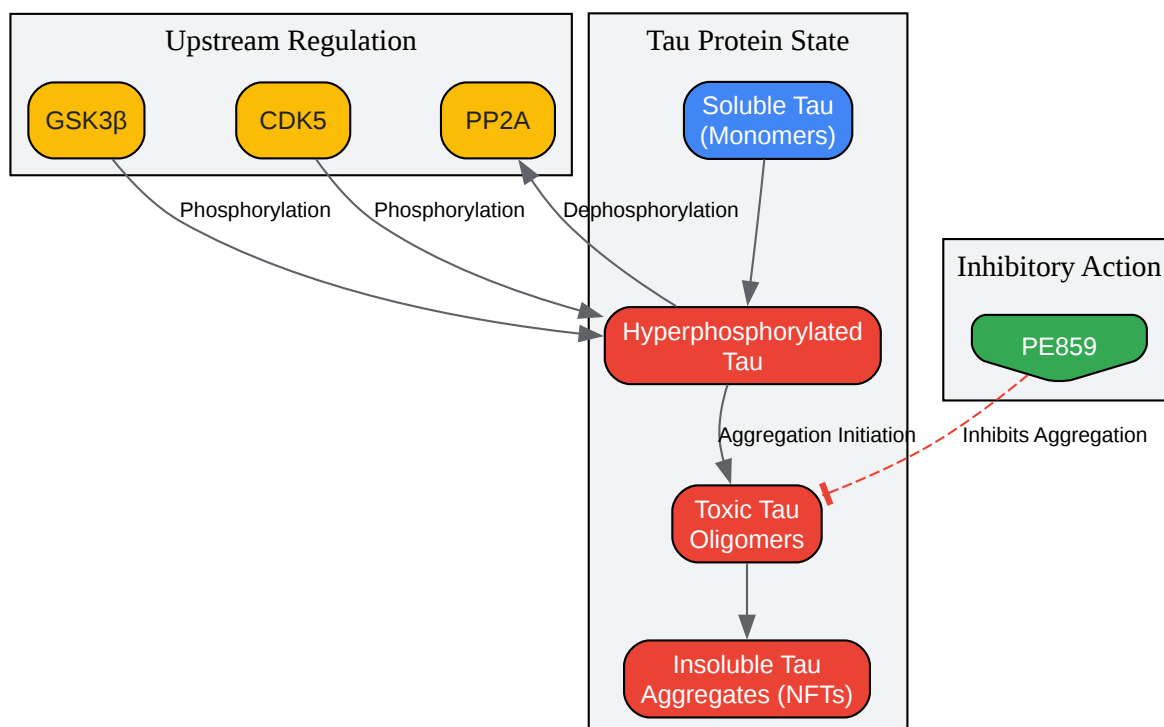 Upstream Regulation
GSK3β
CDK5
PP2A
Tau Protein State
Soluble Tau
(Monomers)
Phosphorylation
Phosphorylation
Dephosphorylation
Inhibitory Action
PE859
Hyperphosphorylated
Tau
Aggregation Initiation
Inhibits Aggregation
Toxic Tau
Oligomers
Insoluble Tau
Aggregates (NFTs)